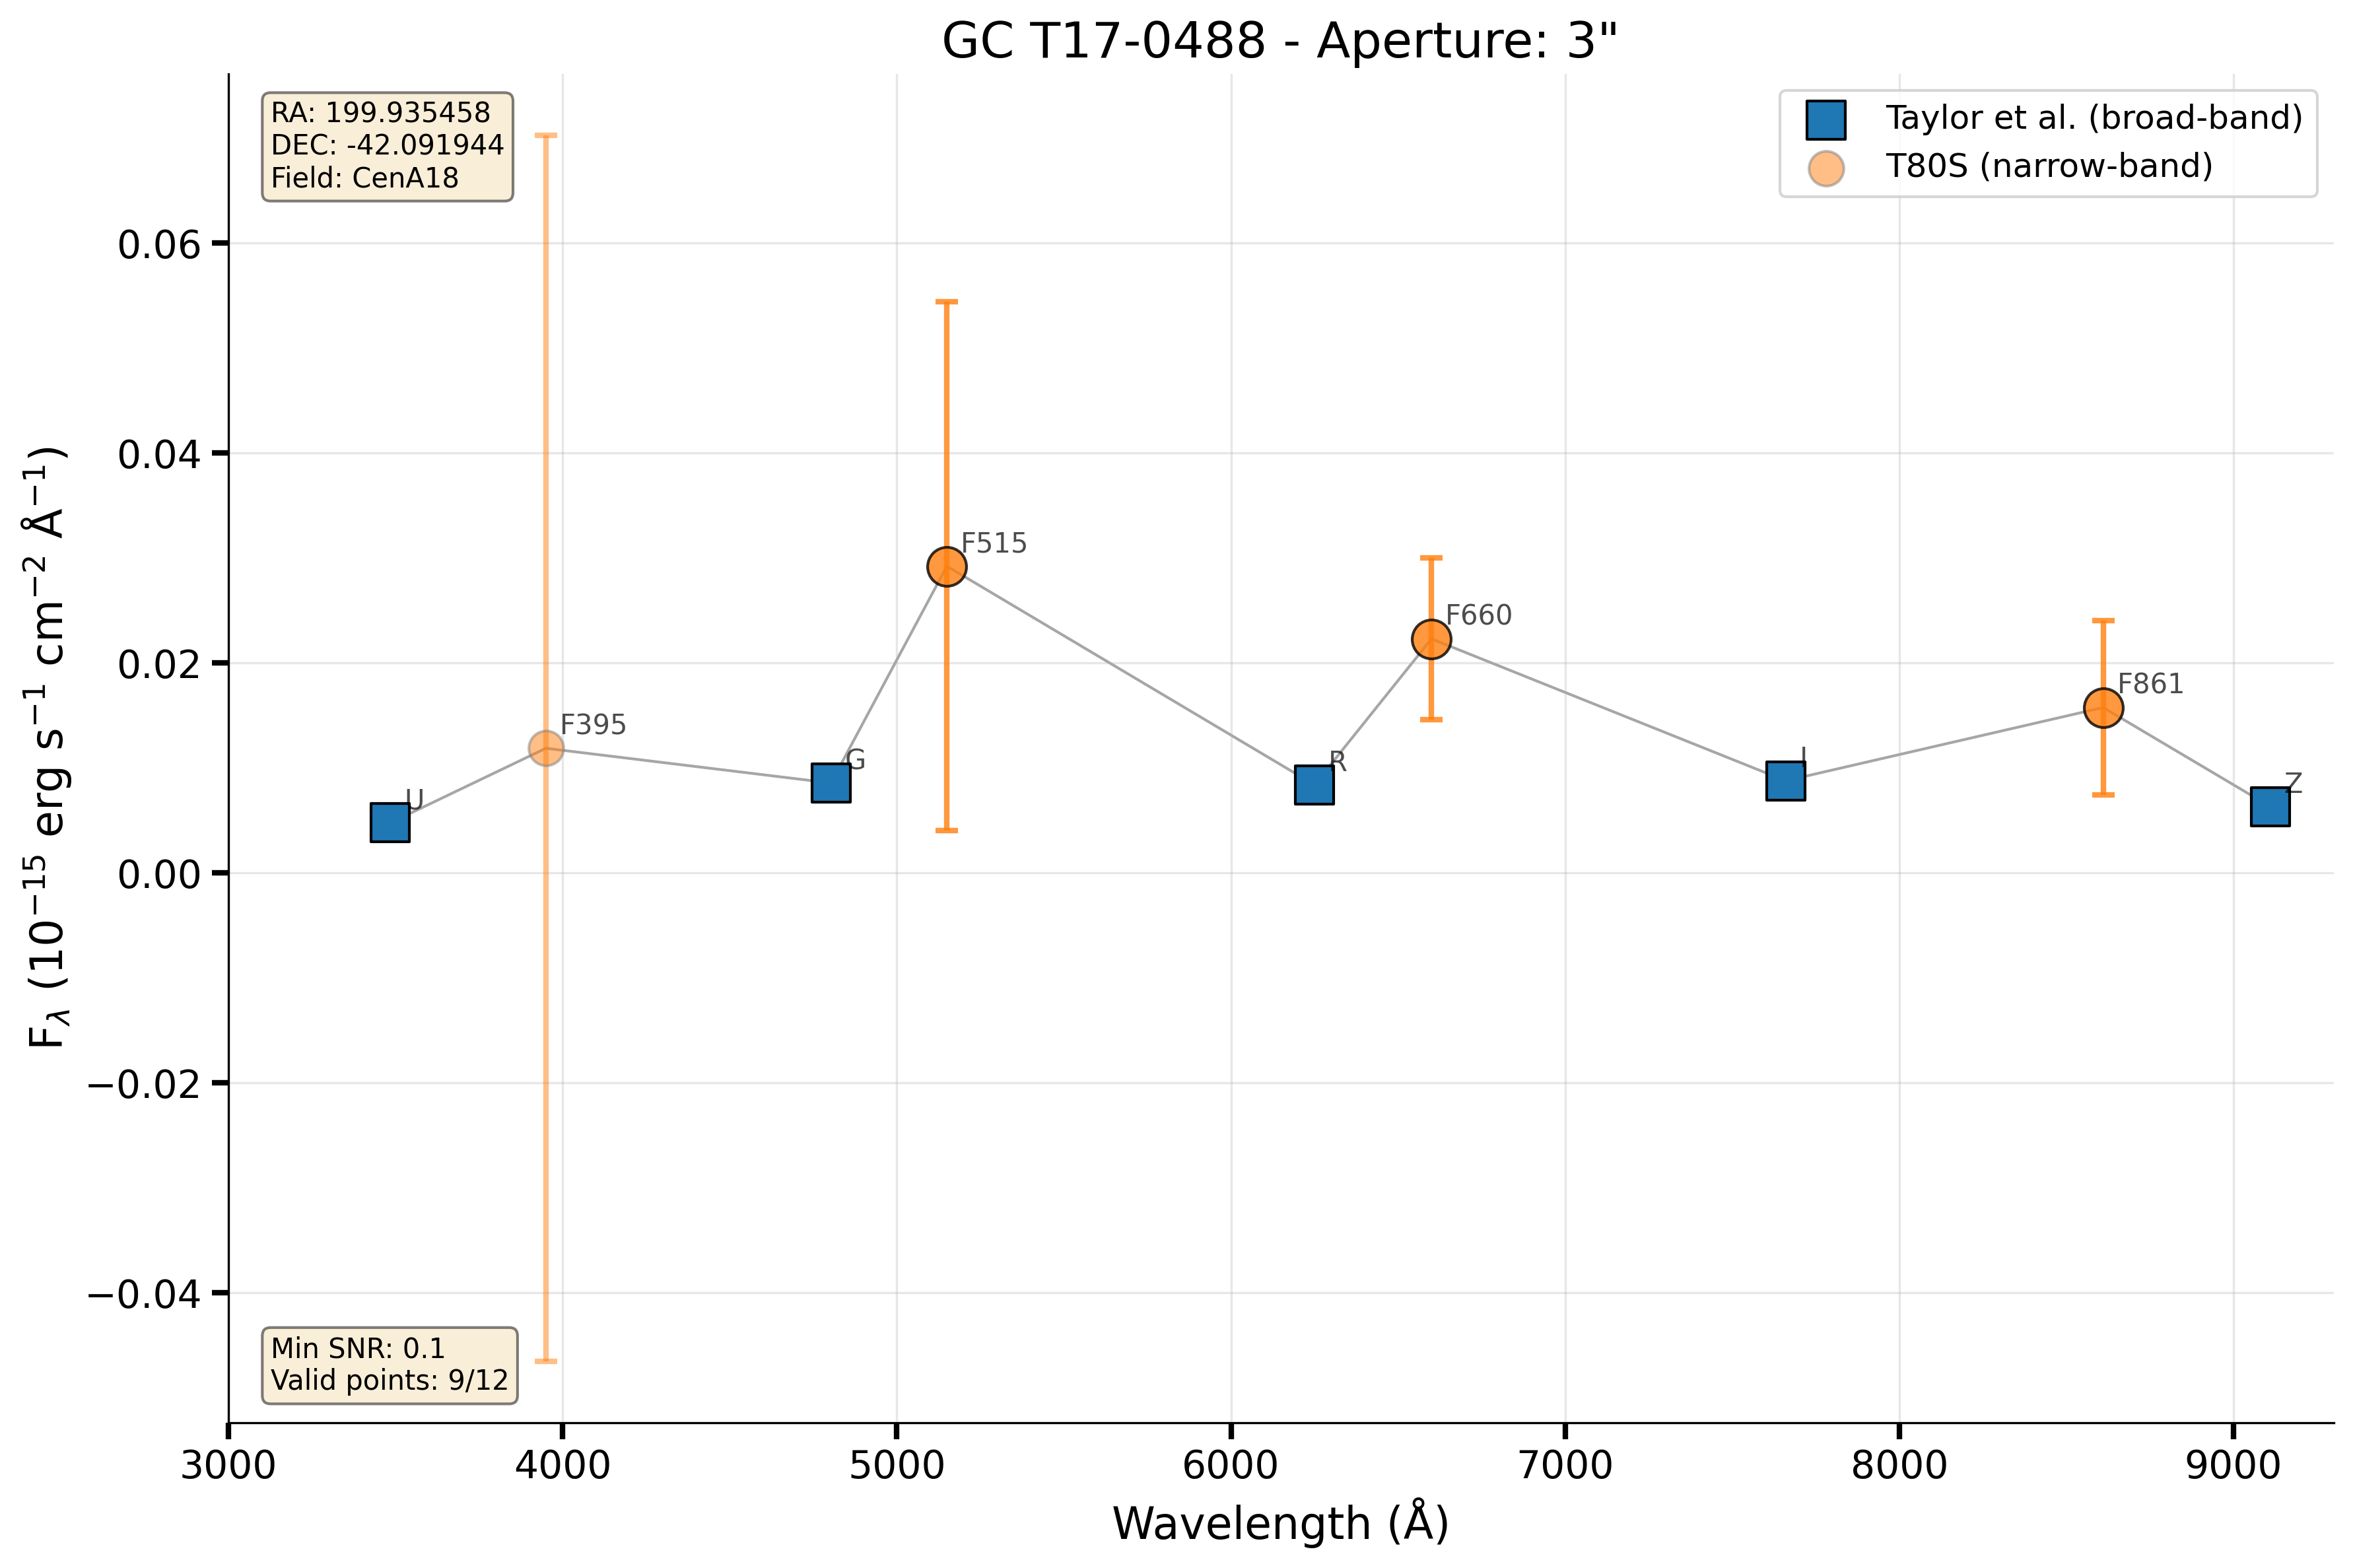 GC T17-0488 - Aperture: 3"
RA: 199.935458
DEC: -42.091944
Field: CenA18
Taylor et al. (broad-band)
T80S (narrow-band)
F$_λ$ (10$^{−15}$ erg s$^{−1}$ cm$^{−2}$ Å$^{−1}$)
0.06
0.04
0.02
0.00
−0.02
−0.04
U
F395
G
F515
R
F660
I
F861
Z
Min SNR: 0.1
Valid points: 9/12
3000 4000 5000 6000 7000 8000 9000
Wavelength (Å)